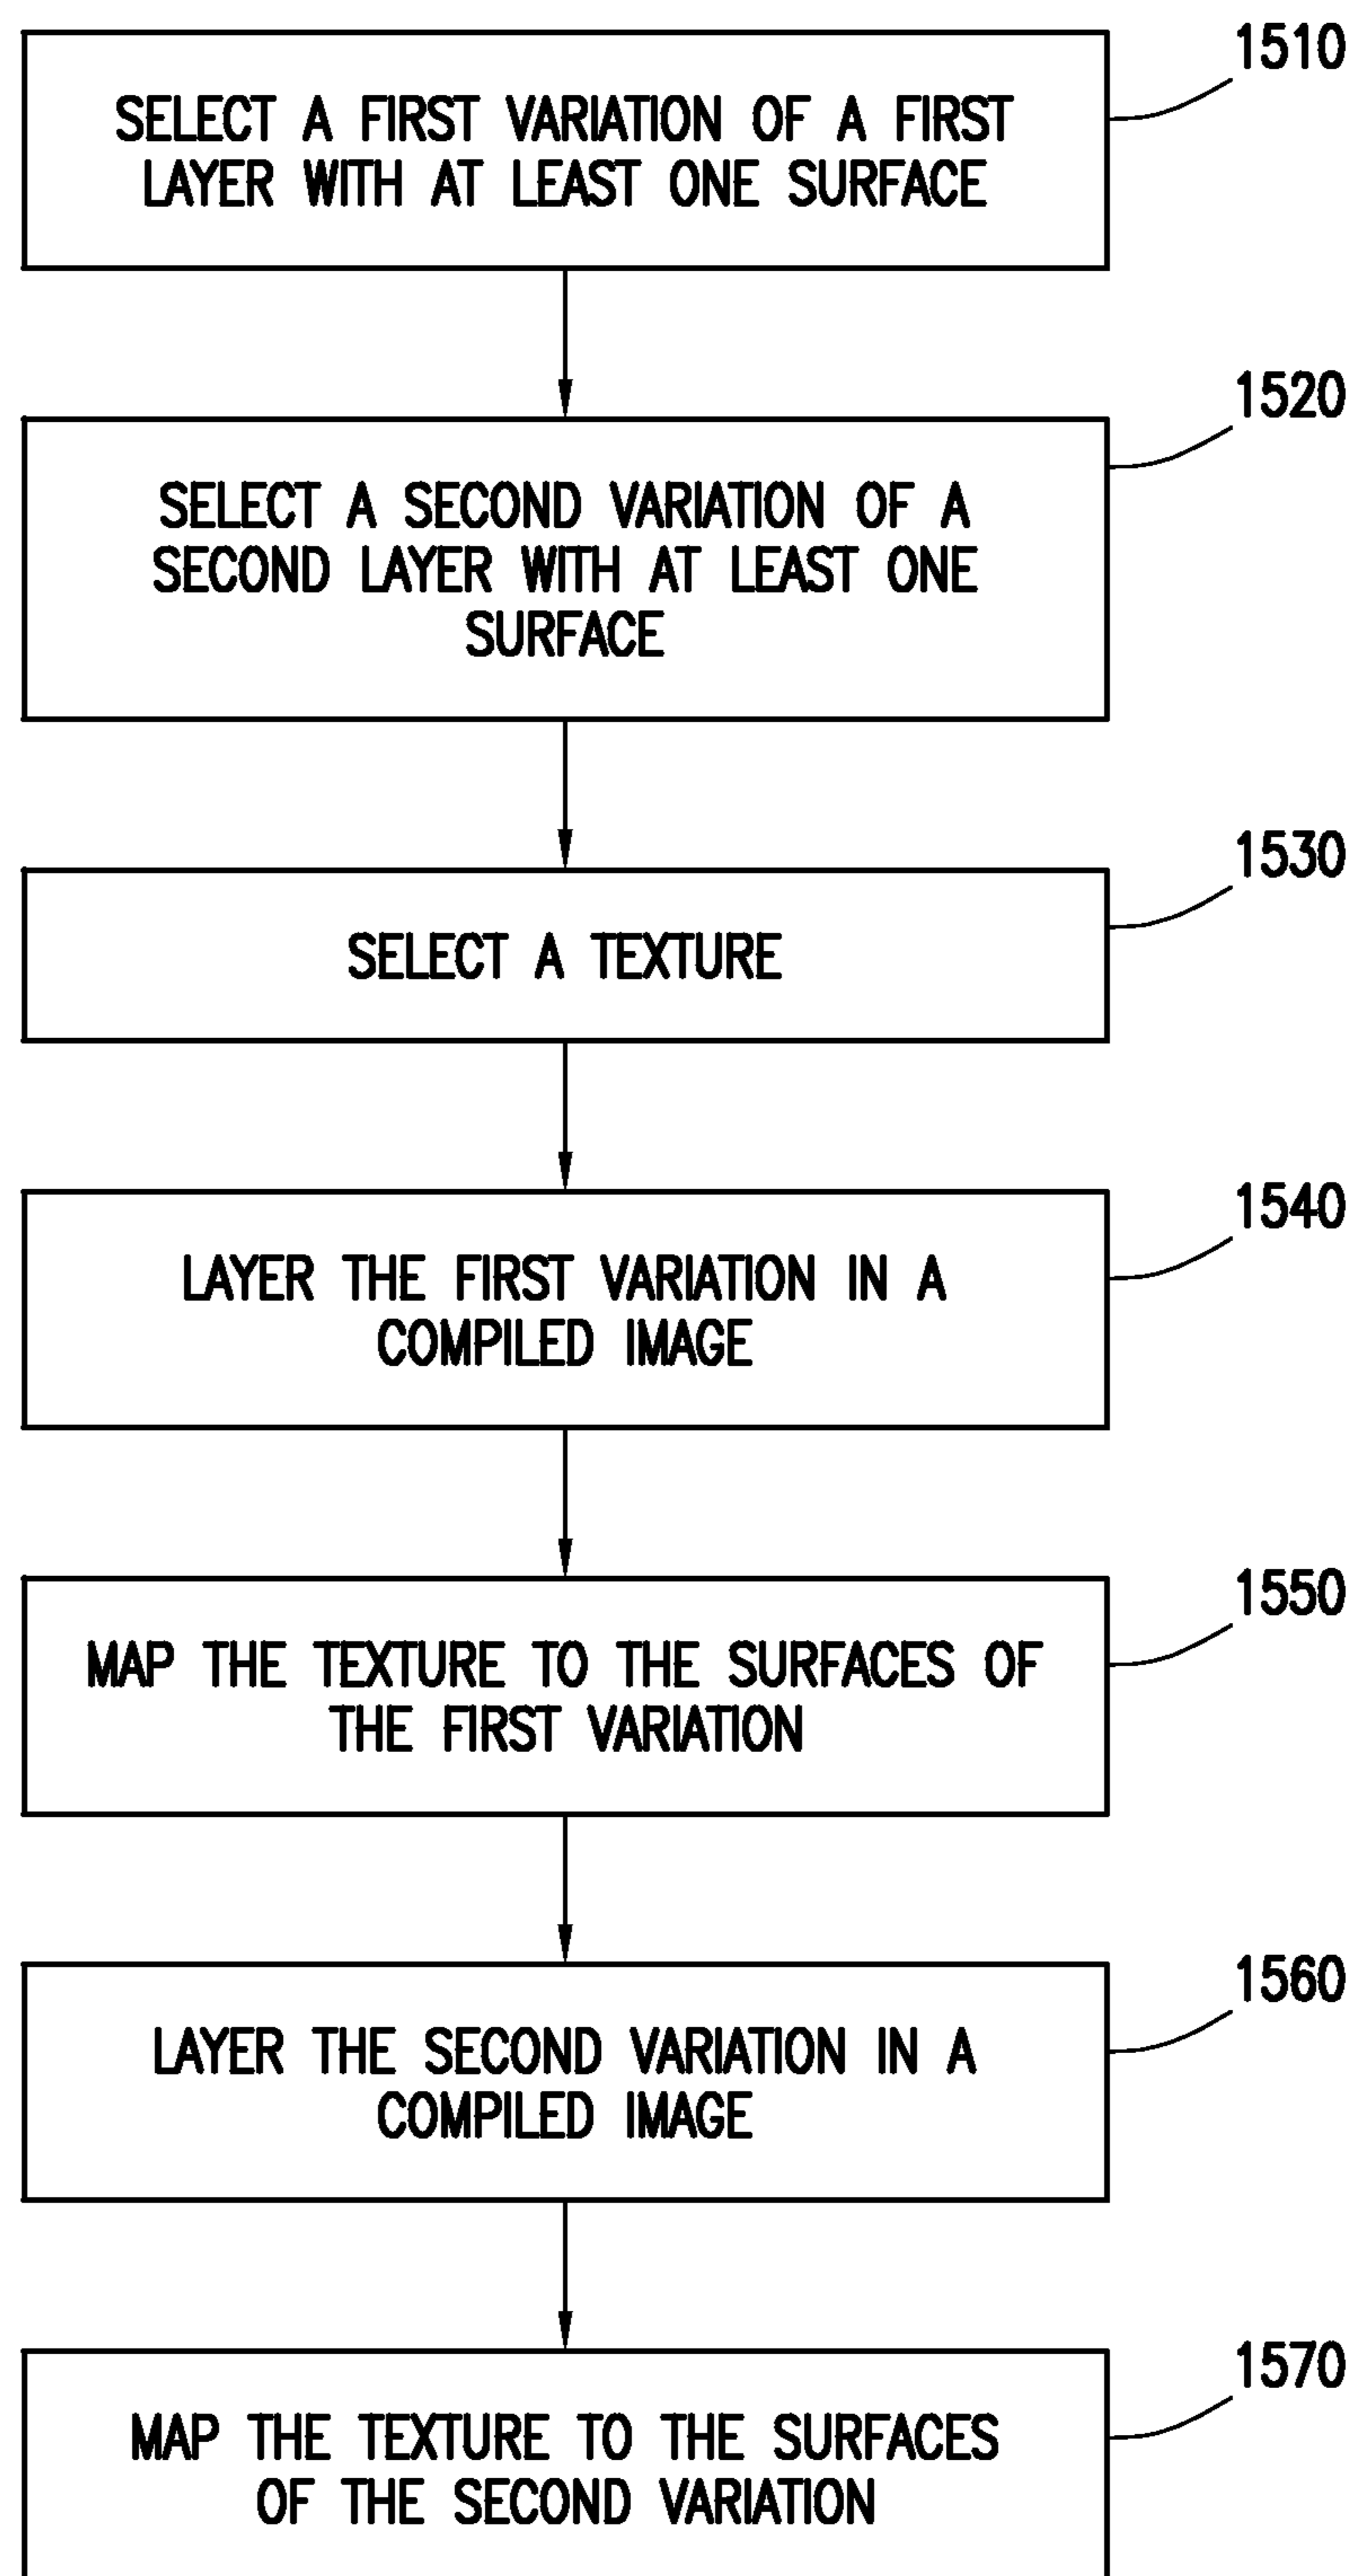 1510
SELECT A FIRST VARIATION OF A FIRST
LAYER WITH AT LEAST ONE SURFACE
1520
SELECT A SECOND VARIATION OF A
SECOND LAYER WITH AT LEAST ONE
SURFACE
1530
SELECT A TEXTURE
1540
LAYER THE FIRST VARIATION IN A
COMPILED IMAGE
1550
MAP THE TEXTURE TO THE SURFACES OF
THE FIRST VARIATION
1560
LAYER THE SECOND VARIATION IN A
COMPILED IMAGE
1570
MAP THE TEXTURE TO THE SURFACES
OF THE SECOND VARIATION